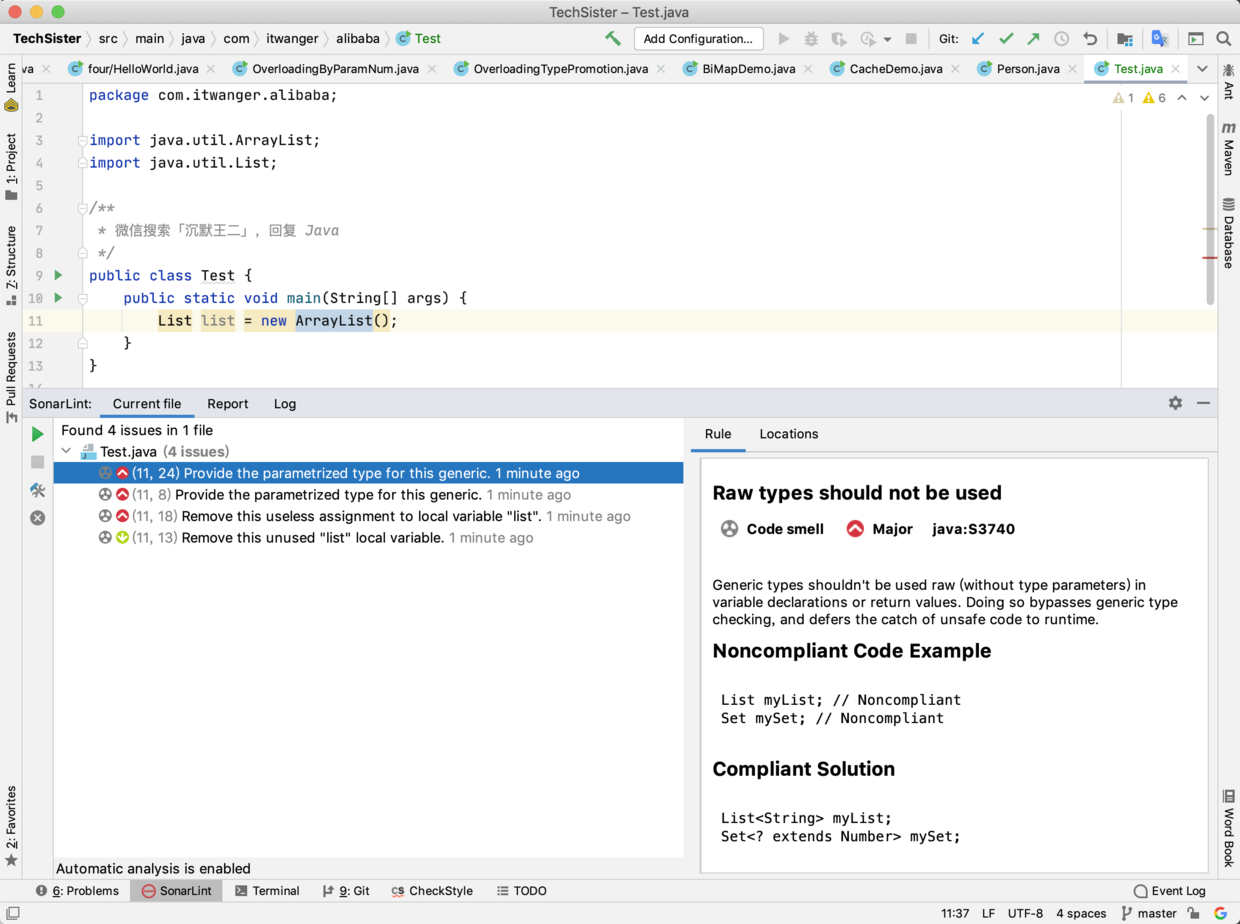 TechSister – Test.java
TechSister src main java com itwanger alibaba Test Add Configuration... Git:
va four/HelloWorld.java OverloadingByParamNum.java OverloadingTypePromotion.java BiMapDemo.java CacheDemo.java Person.java Test.java
Learn
1: Project
7: Structure
Pull Requests
2: Favorites
1 package com.itwanger.alibaba;
1 6
2
3 import java.util.ArrayList;
4 import java.util.List;
5
6 /**
7 * 微信搜索「沉默王二」,回复 Java
8 */
9 public class Test {
10 public static void main(String[] args) {
11 List list = new ArrayList();
12 }
13 }
14
Ant
m Maven
Database
Word Book
SonarLint: Current file Report Log
Found 4 issues in 1 file
Test.java (4 issues)
(11, 24) Provide the parametrized type for this generic. 1 minute ago
(11, 8) Provide the parametrized type for this generic. 1 minute ago
(11, 18) Remove this useless assignment to local variable "list". 1 minute ago
(11, 13) Remove this unused "list" local variable. 1 minute ago
Automatic analysis is enabled
Rule Locations
Raw types should not be used
Code smell Major java:S3740
Generic types shouldn't be used raw (without type parameters) in
variable declarations or return values. Doing so bypasses generic type
checking, and defers the catch of unsafe code to runtime.
Noncompliant Code Example
List myList; // Noncompliant
Set mySet; // Noncompliant
Compliant Solution
List<String> myList;
Set<? extends Number> mySet;
6: Problems SonarLint Terminal 9: Git CS CheckStyle TODO Event Log
11:37 LF UTF-8 4 spaces master